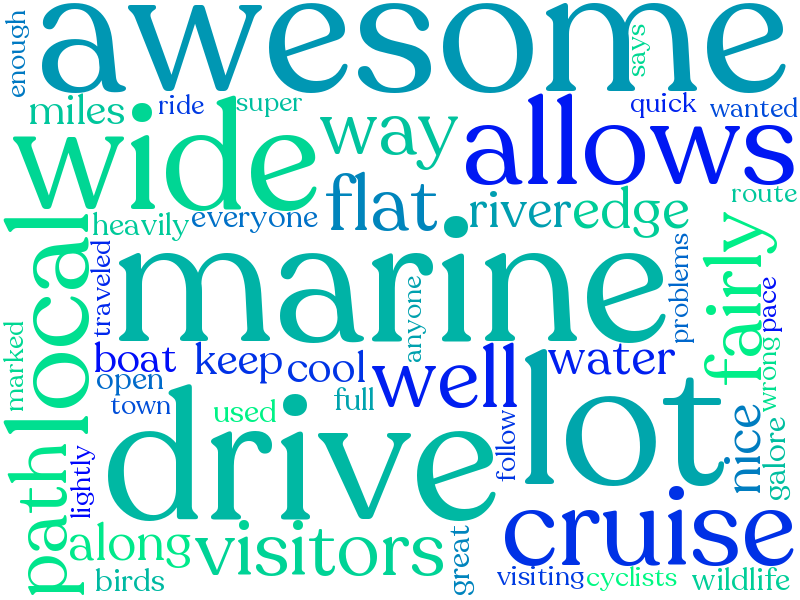 awesome
enough
says
miles
ride
super
quick
wanted
wide
way
allows
route
flat
river
edge
heavily
everyone
local
traveled
marine
anyone
problems
fairly
pace
marked
boat
keep
cool
well
water
wrong
open
town
used
full
drive
follow
lot
nice
galore
path
lightly
along
visitors
great
cruise
birds
visiting
cyclists
wildlife